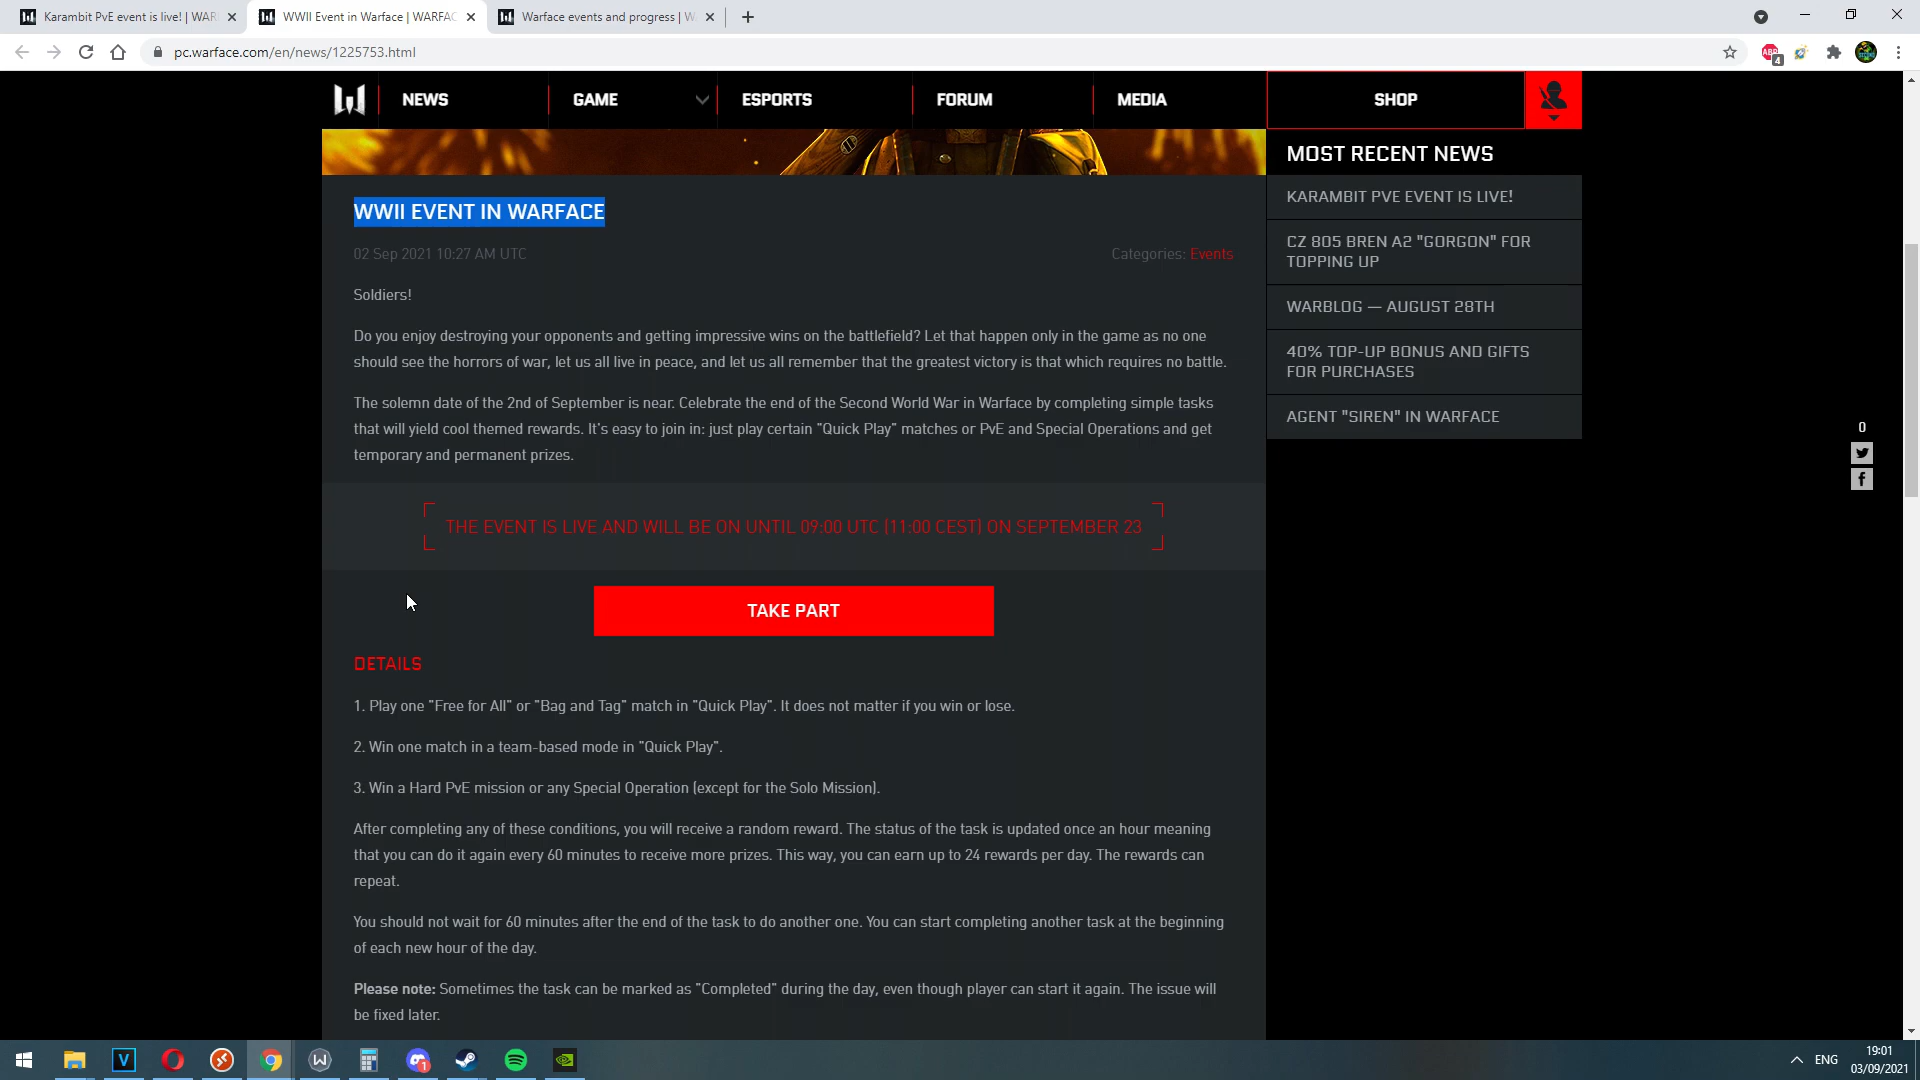 Karambit PvE event is live! | WAR
WWII Event in Warface | WARFAC
Warface events and progress | W
pc.warface.com/en/news/1225753.html
ABP
4
NEWS
GAME
ESPORTS
FORUM
MEDIA
SHOP
WWII EVENT IN WARFACE
02 Sep 2021 10:27 AM UTC
Categories: Events
Soldiers!
Do you enjoy destroying your opponents and getting impressive wins on the battlefield? Let that happen only in the game as no one
should see the horrors of war, let us all live in peace, and let us all remember that the greatest victory is that which requires no battle.
The solemn date of the 2nd of September is near. Celebrate the end of the Second World War in Warface by completing simple tasks
that will yield cool themed rewards. It's easy to join in: just play certain "Quick Play" matches or PvE and Special Operations and get
temporary and permanent prizes.
THE EVENT IS LIVE AND WILL BE ON UNTIL 09:00 UTC (11:00 CEST) ON SEPTEMBER 23
TAKE PART
DETAILS
1. Play one "Free for All" or "Bag and Tag" match in "Quick Play". It does not matter if you win or lose.
2. Win one match in a team-based mode in "Quick Play".
3. Win a Hard PvE mission or any Special Operation (except for the Solo Mission).
After completing any of these conditions, you will receive a random reward. The status of the task is updated once an hour meaning
that you can do it again every 60 minutes to receive more prizes. This way, you can earn up to 24 rewards per day. The rewards can
repeat.
You should not wait for 60 minutes after the end of the task to do another one. You can start completing another task at the beginning
of each new hour of the day.
Please note: Sometimes the task can be marked as "Completed" during the day, even though player can start it again. The issue will
be fixed later.
MOST RECENT NEWS
KARAMBIT PVE EVENT IS LIVE!
CZ 805 BREN A2 "GORGON" FOR
TOPPING UP
WARBLOG — AUGUST 28TH
40% TOP-UP BONUS AND GIFTS
FOR PURCHASES
AGENT "SIREN" IN WARFACE
0
V
1
ENG
19:01
03/09/2021